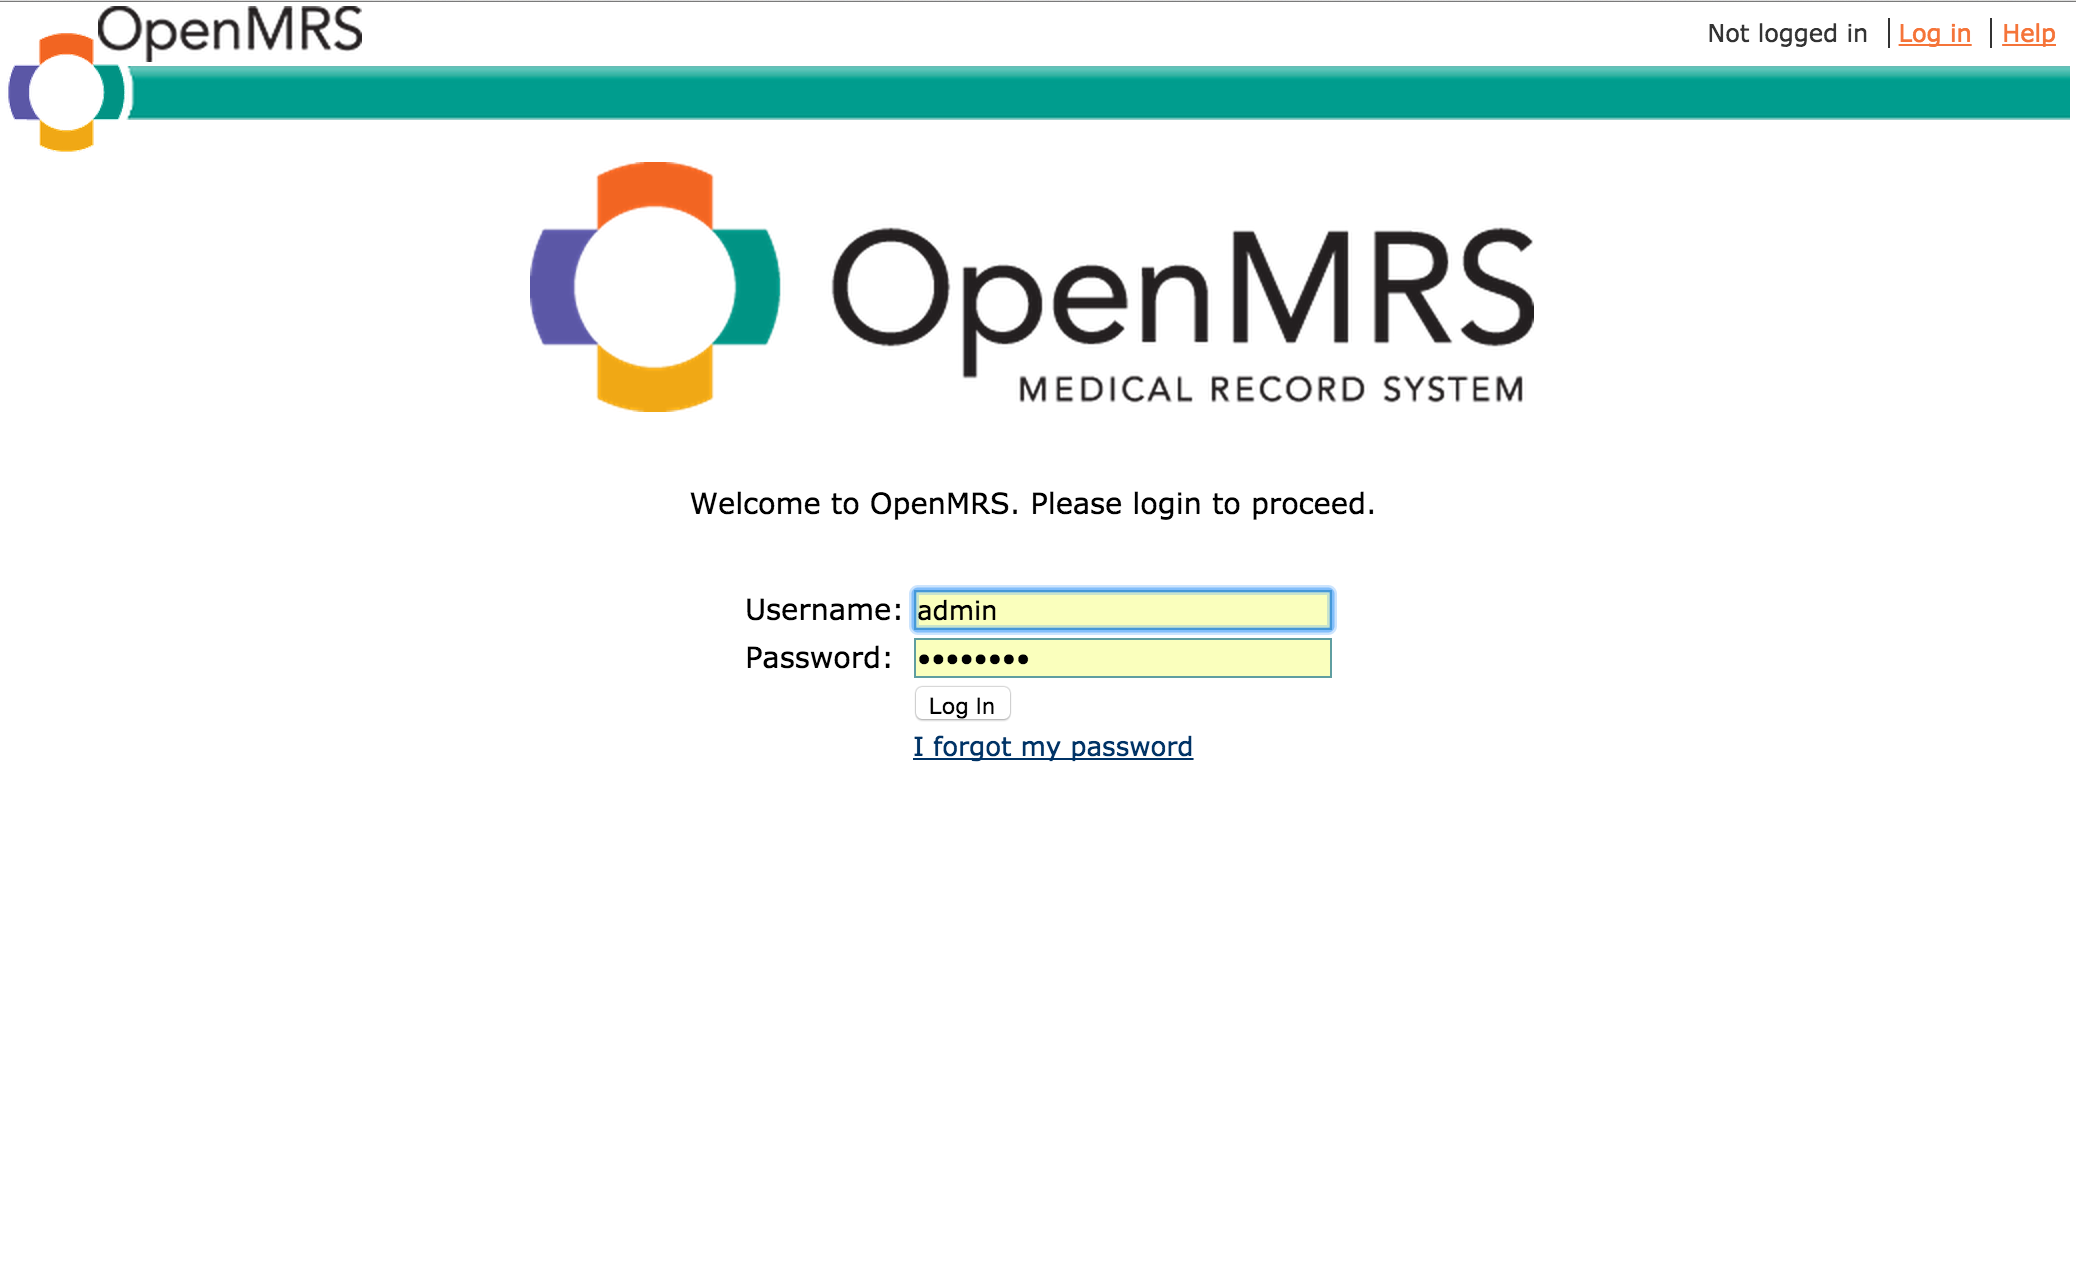 OpenMRS
Not logged in | Log in | Help
OpenMRS
MEDICAL RECORD SYSTEM
Welcome to OpenMRS. Please login to proceed.
Username: admin
Password: ••••••••
Log In
I forgot my password